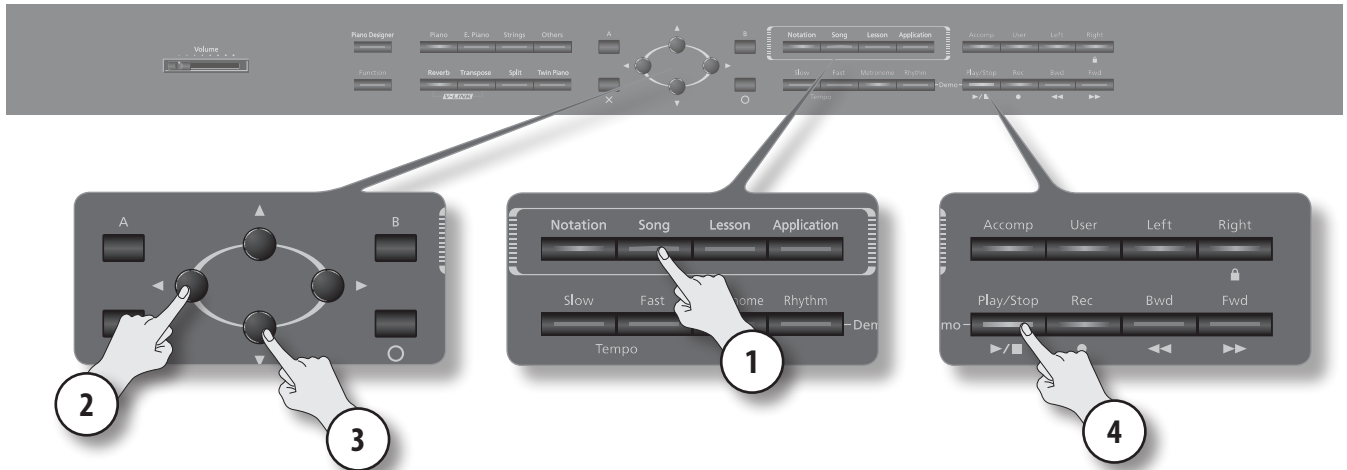 Volume
Piano Designer
Piano E. Piano Strings Others
A
B
Notation Song Lesson Application
Accomp User Left Right
Function
Reverb Transpose Split Twin Piano
V-LINK
Slow Fast Metronome Rhythm
Tempo
Demo
Play/Stop Rec Bwd Fwd
A
B
2
3
Notation Song Lesson Application
Slow Fast nome Rhythm
Dem
Tempo
1
Accomp User Left Right
Play/Stop Rec Bwd Fwd
mo
4